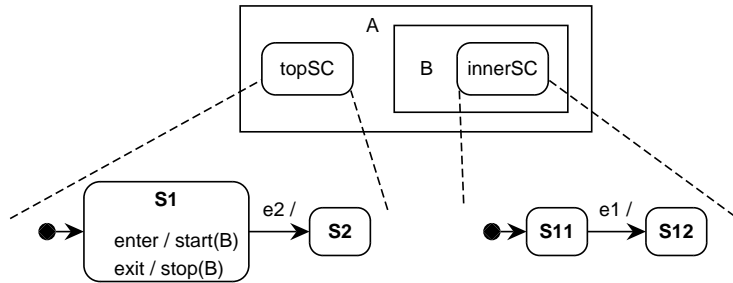 A
topSC
B
innerSC
S1
enter / start(B)
exit / stop(B)
e2 /
S2
S11
e1 /
S12